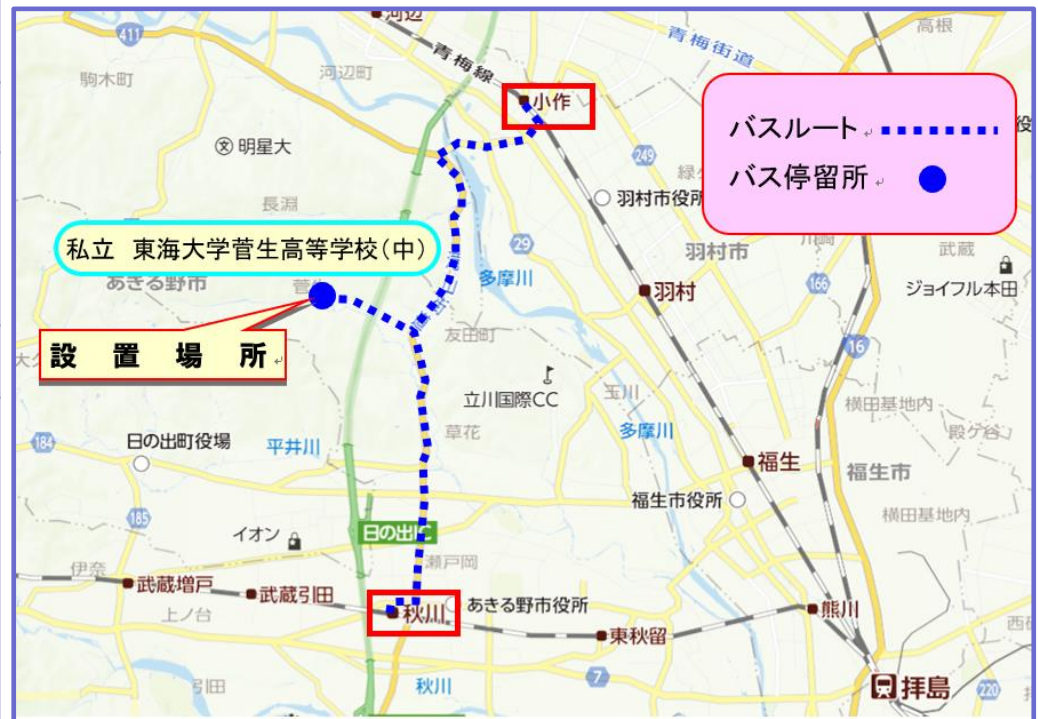 河辺
411
青梅街道
高根
駒木町
河辺町
青梅線
小作
バスルート
バス停留所
明星大
249
羽村市役所
長淵
私立 東海大学菅生高等学校(中)
29
羽村市
川崎
武蔵
あきる野市
多摩川
166
ジョイフル本田
羽村
設 置 場 所
友田町
16
立川国際CC
玉川
横田基地内
184
日の出町役場
平井川
草花
多摩川
殿ケ谷
福生
福生市
福生市役所
185
イオン
日の出IC
横田基地内
瀬戸岡
伊奈
武蔵増戸
武蔵引田
秋川
あきる野市役所
熊川
上ノ台
東秋留
引田
秋川
7
拝島
220